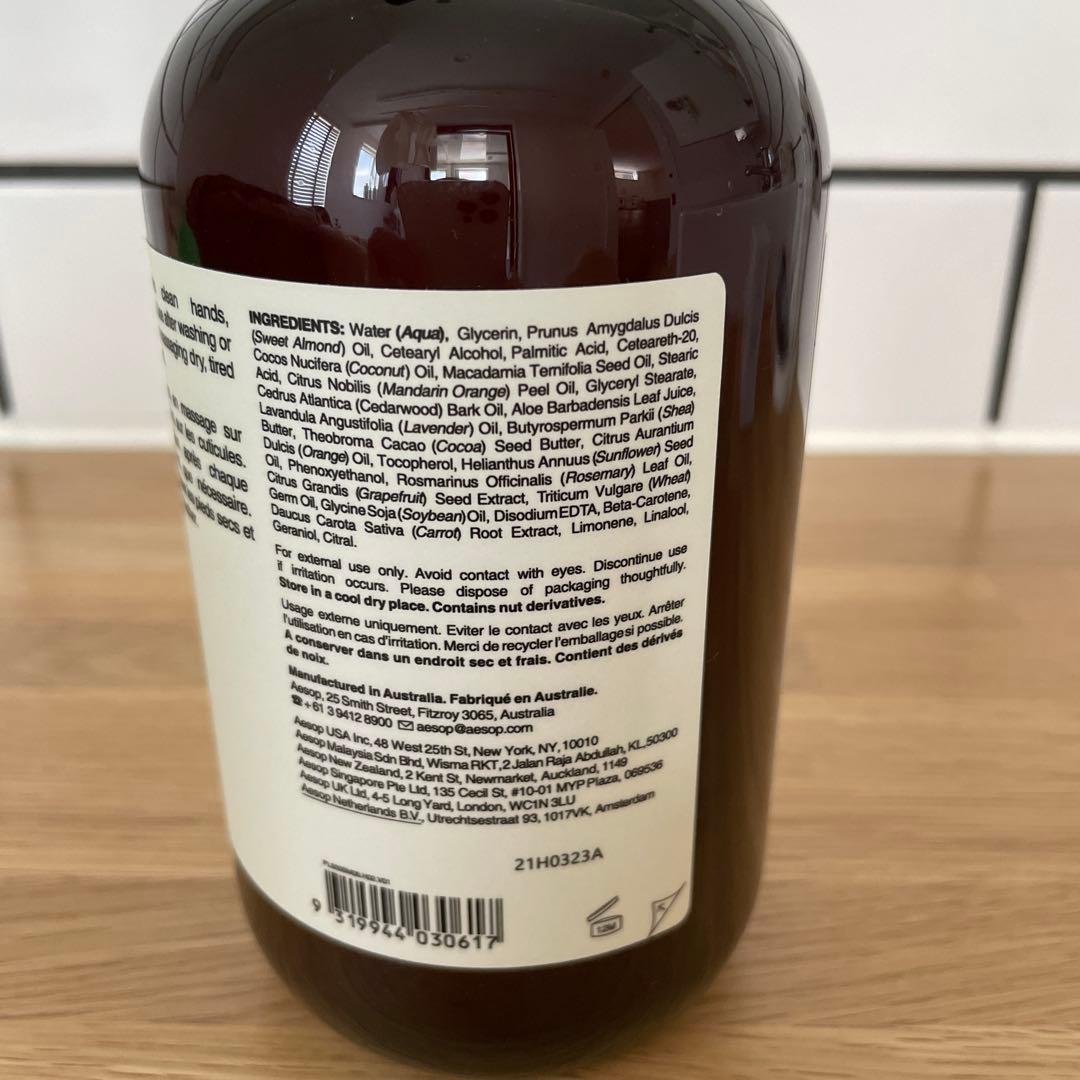 clean hands,
after washing or
massaging dry, tired
en massage sur
sur les cuticules.
après chaque
nécessaire.
pieds secs et
INGREDIENTS: Water (Aqua), Glycerin, Prunus Amygdalus Dulcis
(Sweet Almond) Oil, Cetearyl Alcohol, Palmitic Acid, Ceteareth-20,
Cocos Nucifera (Coconut) Oil, Macadamia Ternifolia Seed Oil, Stearic
Acid, Citrus Nobilis (Mandarin Orange) Peel Oil, Glyceryl Stearate,
Cedrus Atlantica (Cedarwood) Bark Oil, Aloe Barbadensis Leaf Juice,
Lavandula Angustifolia (Lavender) Oil, Butyrospermum Parkii (Shea)
Butter, Theobroma Cacao (Cocoa) Seed Butter, Citrus Aurantium
Dulcis (Orange) Oil, Tocopherol, Helianthus Annuus (Sunflower) Seed
Oil, Phenoxyethanol, Rosmarinus Officinalis (Rosemary) Leaf Oil,
Citrus Grandis (Grapefruit) Seed Extract, Triticum Vulgare (Wheat)
Germ Oil, Glycine Soja (Soybean) Oil, Disodium EDTA, Beta-Carotene,
Daucus Carota Sativa (Carrot) Root Extract, Limonene, Linalool,
Geraniol, Citral.
For external use only. Avoid contact with eyes. Discontinue use
if irritation occurs. Please dispose of packaging thoughtfully.
Store in a cool dry place. Contains nut derivatives.
Usage externe uniquement. Eviter le contact avec les yeux. Arrêter
l'utilisation en cas d'irritation. Merci de recycler l'emballage si possible.
A conserver dans un endroit sec et frais. Contient des dérivés
de noix.
Manufactured in Australia. Fabriqué en Australie.
Aesop, 25 Smith Street, Fitzroy 3065, Australia
☎ +61 3 9412 8900 ✉ aesop@aesop.com
Aesop USA Inc, 48 West 25th St, New York, NY, 10010
Aesop Malaysia Sdn Bhd, Wisma RKT, 2 Jalan Raja Abdullah, KL, 50300
Aesop New Zealand, 2 Kent St, Newmarket, Auckland, 1149
Aesop Singapore Pte Ltd, 135 Cecil St, #10-01 MYP Plaza, 069536
Aesop UK Ltd, 4-5 Long Yard, London, WC1N 3LU
Aesop Netherlands B.V., Utrechtsestraat 93, 1017VK, Amsterdam
21H0323A
9 319944 030617
12M